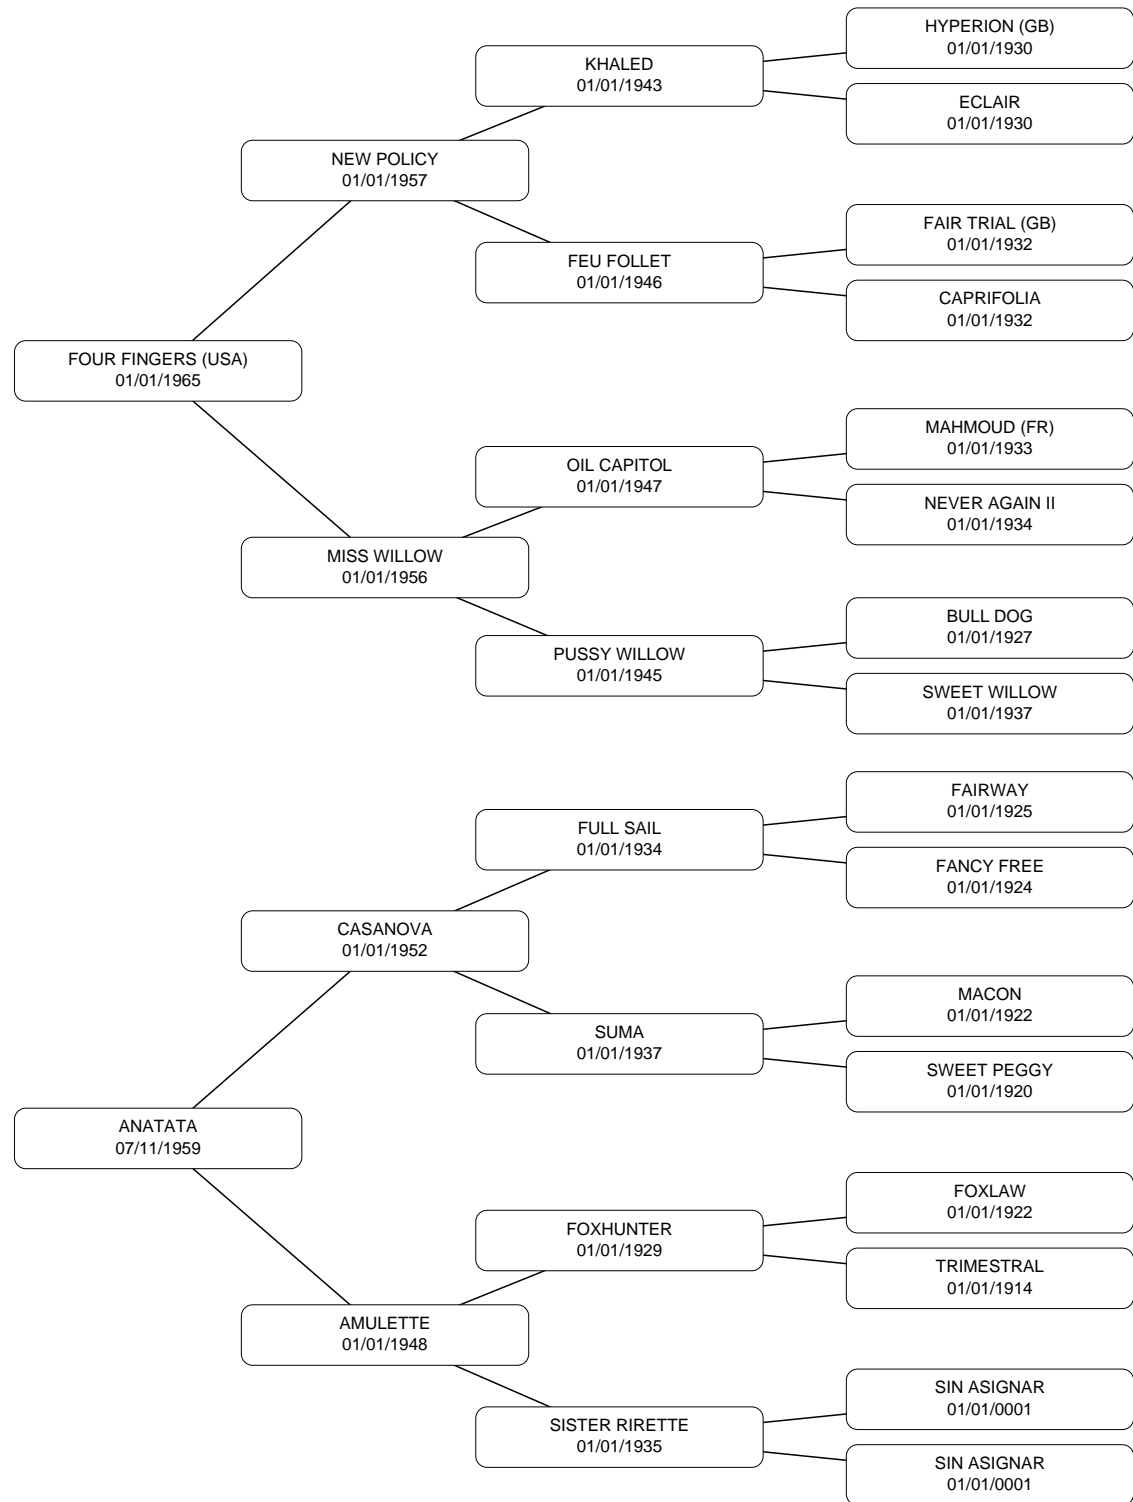 HYPERION (GB)
01/01/1930
KHALED
01/01/1943
ECLAIR
01/01/1930
NEW POLICY
01/01/1957
FAIR TRIAL (GB)
01/01/1932
FEU FOLLET
01/01/1946
CAPRIFOLIA
01/01/1932
FOUR FINGERS (USA)
01/01/1965
MAHMOUD (FR)
01/01/1933
OIL CAPITOL
01/01/1947
NEVER AGAIN II
01/01/1934
MISS WILLOW
01/01/1956
BULL DOG
01/01/1927
PUSSY WILLOW
01/01/1945
SWEET WILLOW
01/01/1937
FAIRWAY
01/01/1925
FULL SAIL
01/01/1934
FANCY FREE
01/01/1924
CASANOVA
01/01/1952
MACON
01/01/1922
SUMA
01/01/1937
SWEET PEGGY
01/01/1920
ANATATA
07/11/1959
FOXLAW
01/01/1922
FOXHUNTER
01/01/1929
TRIMESTRAL
01/01/1914
AMULETTE
01/01/1948
SIN ASIGNAR
01/01/0001
SISTER RIRETTE
01/01/1935
SIN ASIGNAR
01/01/0001